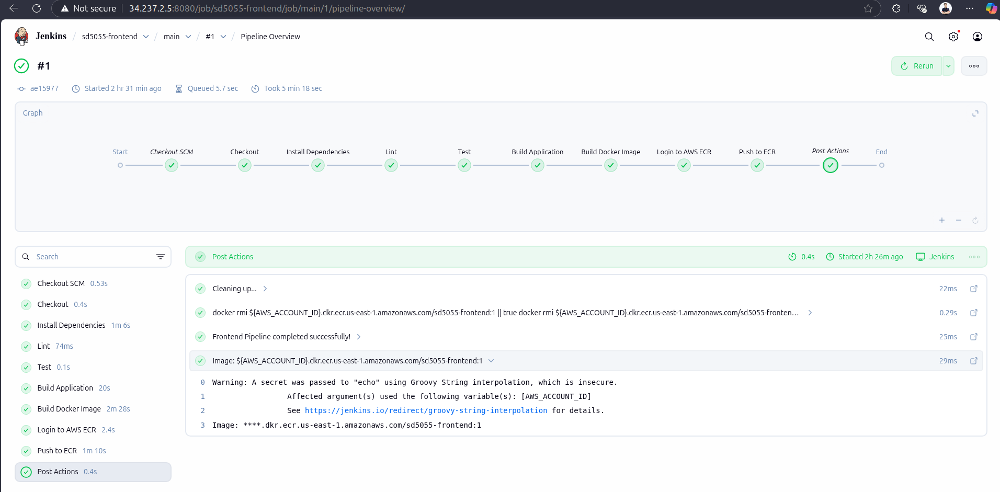 Not secure 34.237.2.5:8080/job/sd5055-frontend/job/main/1/pipeline-overview/
Jenkins / sd5055-frontend / main / #1 / Pipeline Overview
#1
Rerun
ae15977 Started 2 hr 31 min ago Queued 5.7 sec Took 5 min 18 sec
Graph
Start Checkout SCM Checkout Install Dependencies Lint Test Build Application Build Docker Image Login to AWS ECR Push to ECR Post Actions End
Search
Checkout SCM 0.53s
Checkout 0.4s
Install Dependencies 1m 6s
Lint 74ms
Test 0.1s
Build Application 20s
Build Docker Image 2m 28s
Login to AWS ECR 2.4s
Push to ECR 1m 10s
Post Actions 0.4s
Post Actions 0.4s Started 2h 26m ago Jenkins
Cleaning up... 22ms
docker rmi ${AWS_ACCOUNT_ID}.dkr.ecr.us-east-1.amazonaws.com/sd5055-frontend:1 || true docker rmi ${AWS_ACCOUNT_ID}.dkr.ecr.us-east-1.amazonaws.com/sd5055-fronten... 0.29s
Frontend Pipeline completed successfully! 25ms
Image: ${AWS_ACCOUNT_ID}.dkr.ecr.us-east-1.amazonaws.com/sd5055-frontend:1 29ms
0 Warning: A secret was passed to "echo" using Groovy String interpolation, which is insecure.
1 Affected argument(s) used the following variable(s): [AWS_ACCOUNT_ID]
2 See https://jenkins.io/redirect/groovy-string-interpolation for details.
3 Image: ****.dkr.ecr.us-east-1.amazonaws.com/sd5055-frontend:1